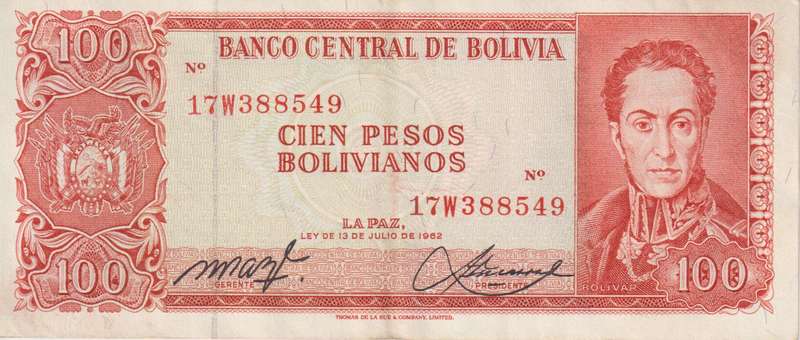 100
BANCO CENTRAL DE BOLIVIA
Nº
17W388549
CIEN PESOS
BOLIVIANOS
Nº
17W388549
LA PAZ,
LEY DE 13 DE JULIO DE 1962
GERENTE
PRESIDENTE
BOLIVAR
100
100
THOMAS DE LA RUE & COMPANY, LIMITED.